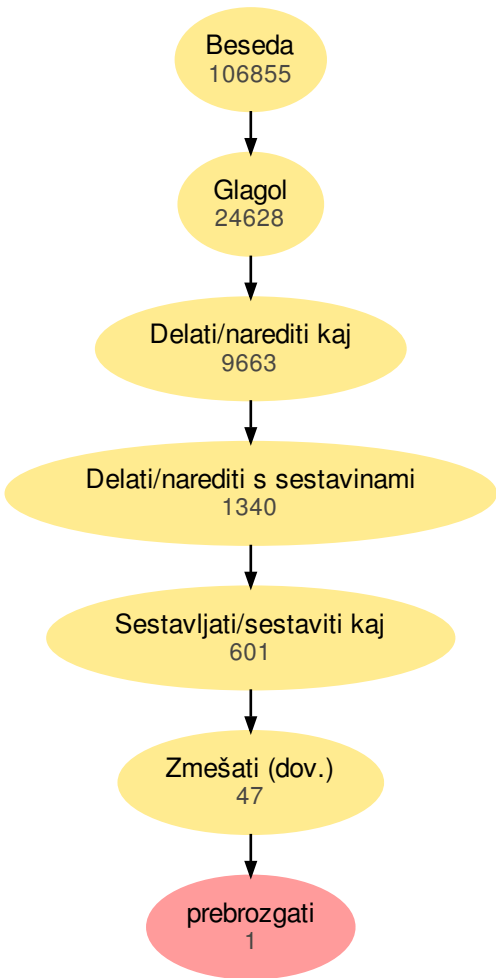 Beseda
106855
Glagol
24628
Delati/narediti kaj
9663
Delati/narediti s sestavinami
1340
Sestavljati/sestaviti kaj
601
Zmešati (dov.)
47
prebrozgati
1